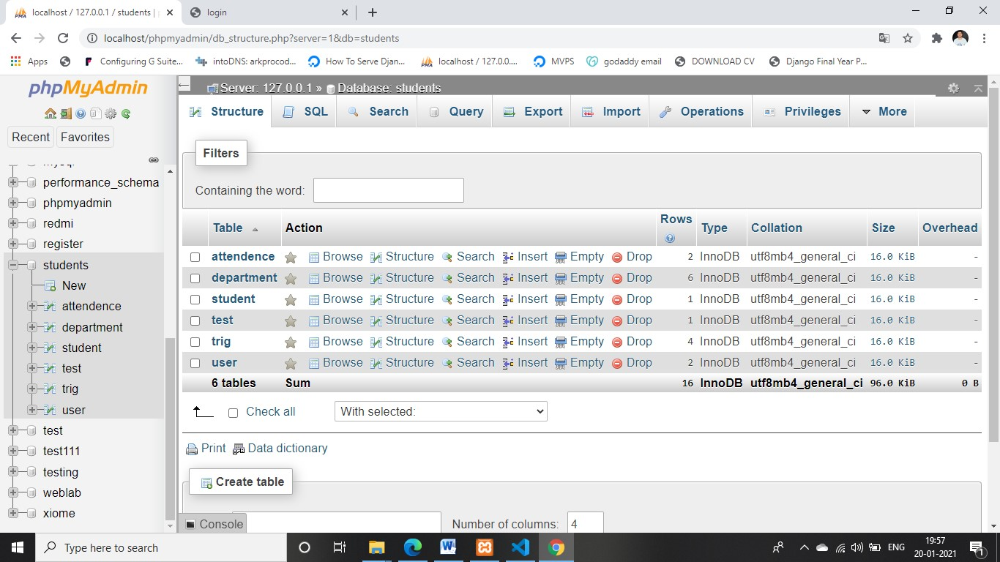 localhost / 127.0.0.1 / students |
login
localhost/phpmyadmin/db_structure.php?server=1&db=students
Apps
Configuring G Suite...
intoDNS: arkprocod...
How To Serve Djan...
localhost / 127.0.0....
MVPS
godaddy email
DOWNLOAD CV
Django Final Year P...
phpMyAdmin
Recent
Favorites
performance_schema
phpmyadmin
redmi
register
students
New
attendence
department
student
test
trig
user
test
test111
testing
weblab
xiome
Server: 127.0.0.1 » Database: students
Structure SQL Search Query Export Import Operations Privileges More
Filters
Containing the word:
Table Action Rows Type Collation Size Overhead
attendence Browse Structure Search Insert Empty Drop 2 InnoDB utf8mb4_general_ci 16.0 KiB -
department Browse Structure Search Insert Empty Drop 6 InnoDB utf8mb4_general_ci 16.0 KiB -
student Browse Structure Search Insert Empty Drop 1 InnoDB utf8mb4_general_ci 16.0 KiB -
test Browse Structure Search Insert Empty Drop 1 InnoDB utf8mb4_general_ci 16.0 KiB -
trig Browse Structure Search Insert Empty Drop 4 InnoDB utf8mb4_general_ci 16.0 KiB -
user Browse Structure Search Insert Empty Drop 2 InnoDB utf8mb4_general_ci 16.0 KiB -
6 tables Sum 16 InnoDB utf8mb4_general_ci 96.0 KiB 0 B
Check all
With selected:
Print Data dictionary
Create table
Number of columns: 4
Console
Type here to search
ENG
19:57
20-01-2021
1